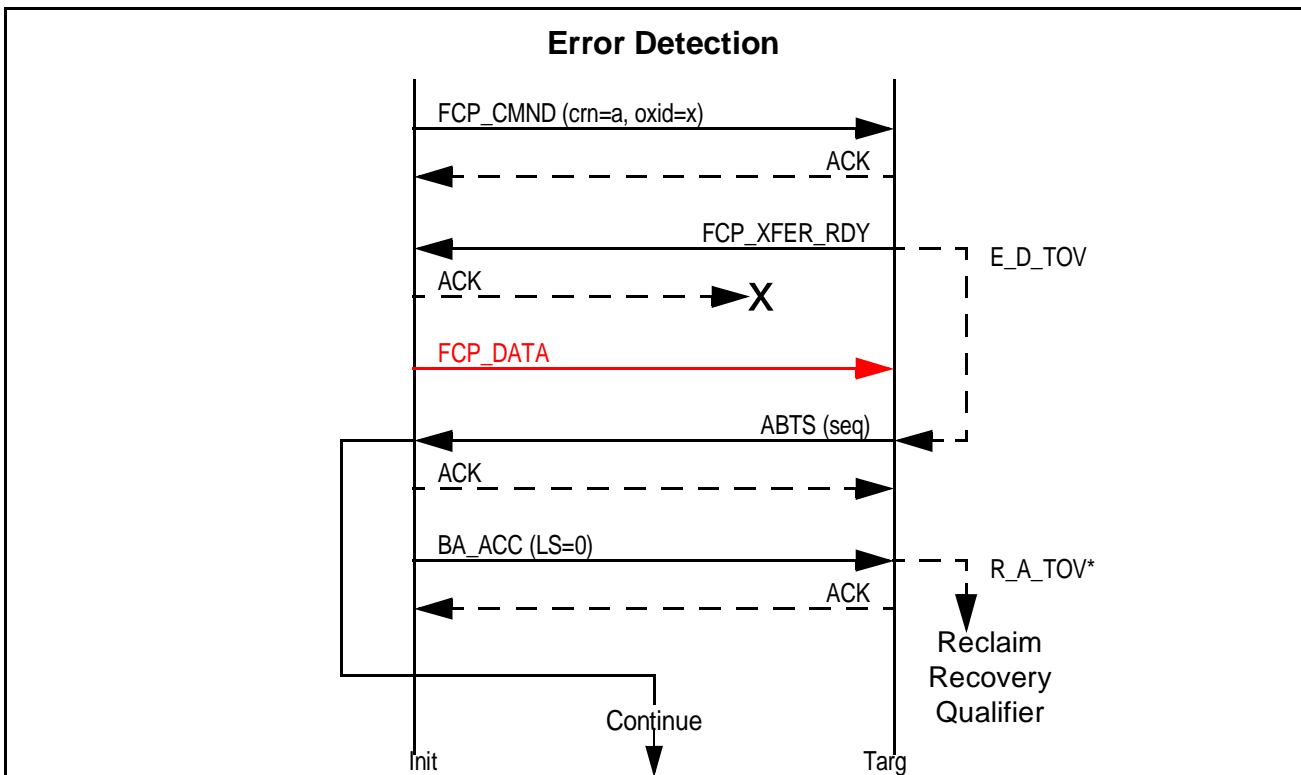 Error Detection
FCP_CMND (crn=a, oxid=x)
ACK
FCP_XFER_RDY
E_D_TOV
ACK
X
FCP_DATA
ABTS (seq)
ACK
BA_ACC (LS=0)
R_A_TOV*
ACK
Reclaim
Recovery
Qualifier
Continue
Init
Targ